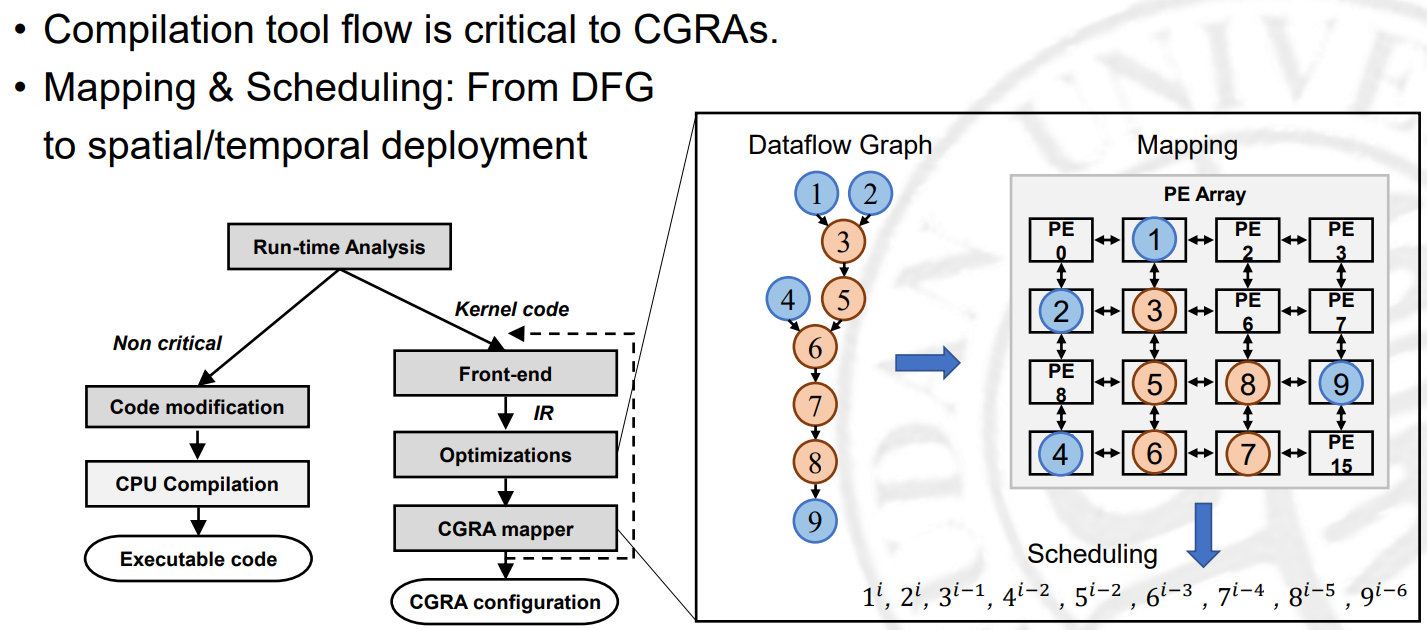 • Compilation tool flow is critical to CGRAs.
• Mapping & Scheduling: From DFG
to spatial/temporal deployment
Run-time Analysis
Non critical
Kernel code
Code modification
CPU Compilation
Executable code
Front-end
IR
Optimizations
CGRA mapper
CGRA configuration
Dataflow Graph
1 2
3
4 5
6
7
8
9
Mapping
PE Array
PE 0 1 PE 2 PE 3
2 3 PE 6 PE 7
PE 8 5 8 9
4 6 7 PE 15
Scheduling
1^i, 2^i, 3^{i−1}, 4^{i−2} , 5^{i−2} , 6^{i−3} , 7^{i−4} , 8^{i−5} , 9^{i−6}